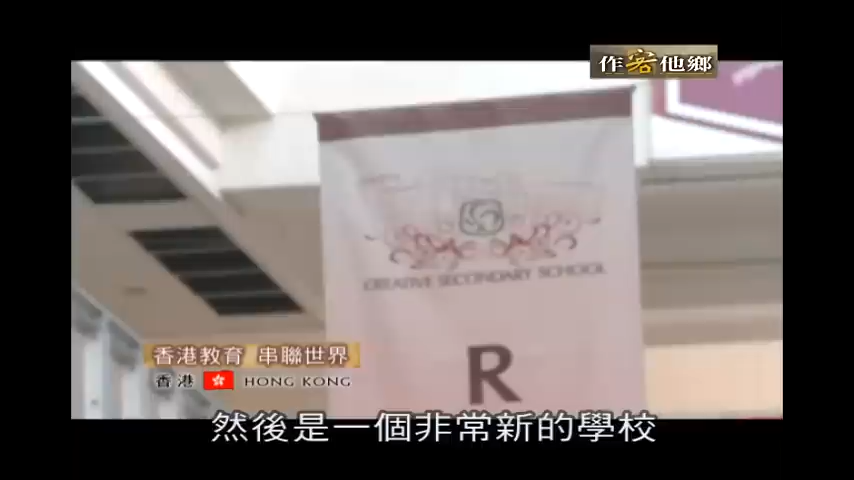 作客他鄉
CREATIVE SECONDARY SCHOOL
R
香港教育 串聯世界
香港 HONG KONG
然後是一個非常新的學校